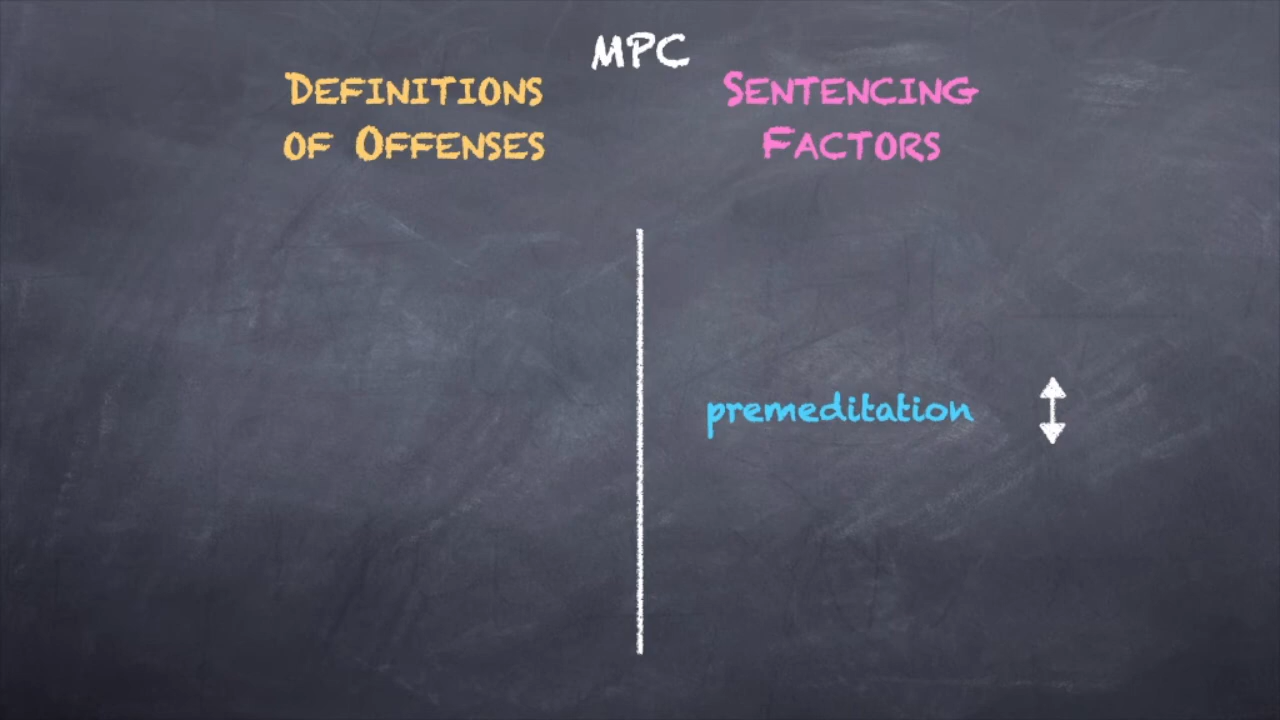 MPC
Definitions
of Offenses
Sentencing
Factors
premeditation